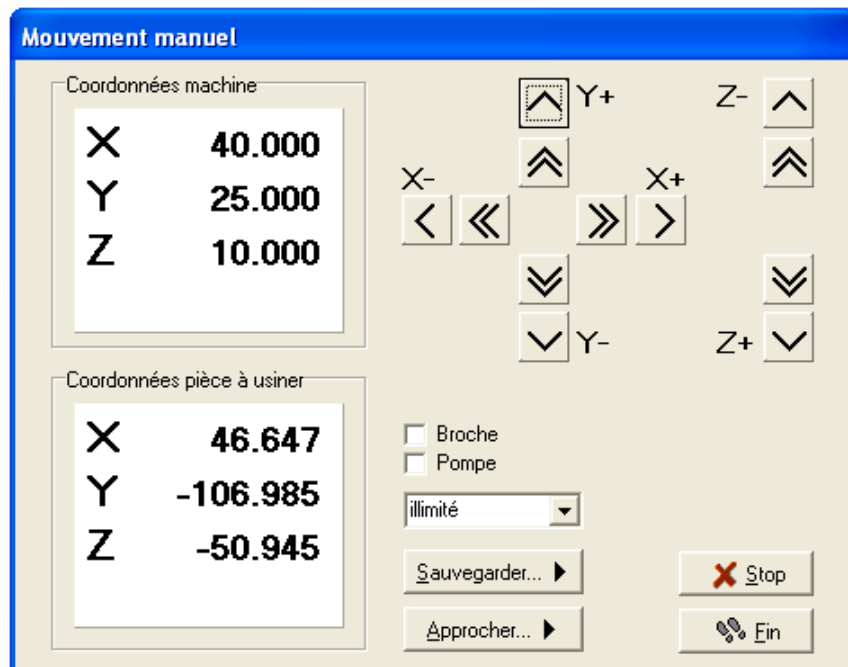 Mouvement manuel
Coordonnées machine
X 40.000
Y 25.000
Z 10.000
Y+
Z-
X-
X+
Y-
Z+
Coordonnées pièce à usiner
X 46.647
Y -106.985
Z -50.945
Broche
Pompe
illimité
Sauvegarder...
Stop
Approcher...
Fin